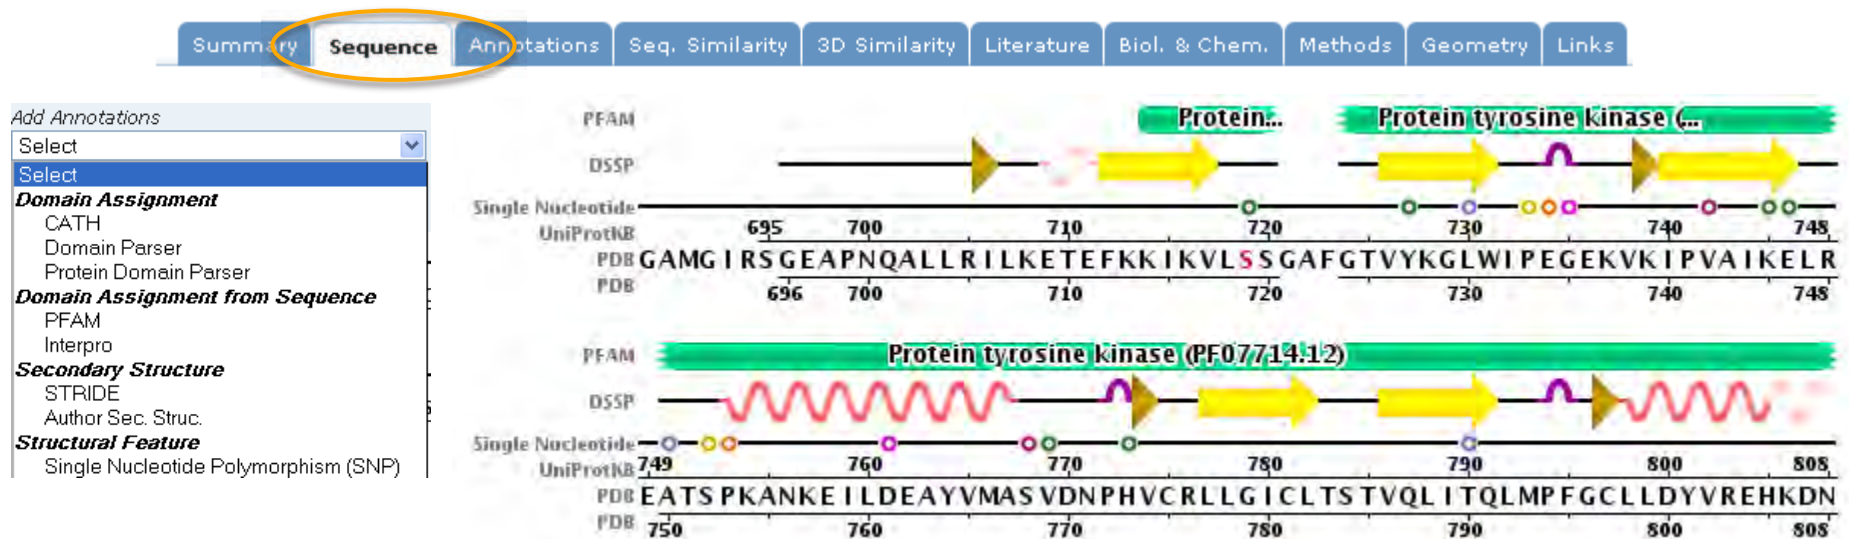 Summary Sequence Annotations Seq. Similarity 3D Similarity Literature Biol. & Chem. Methods Geometry Links
Add Annotations
Select
Select
Domain Assignment
CATH
Domain Parser
Protein Domain Parser
Domain Assignment from Sequence
PFAM
Interpro
Secondary Structure
STRIDE
Author Sec. Struc.
Structural Feature
Single Nucleotide Polymorphism (SNP)
PFAM Protein... Protein tyrosine kinase (...
DSSP
Single Nucleotide
UniProtKB 695 700 710 720 730 740 748
PDB GAMGIRSGEAPNQALLRILKETEFKKIKVLSSGAFGTVYKGLWIPEGEKVKIPVAIKELR
PDB 696 700 710 720 730 740 748
PFAM Protein tyrosine kinase (PF07714.12)
DSSP
Single Nucleotide
UniProtKB 749 760 770 780 790 800 808
PDB EATSPKANKEILDEAYVMASVDNPHVCRLLGICLTSTVQLITQLMPFGCLLDYVREHKDN
PDB 750 760 770 780 790 800 808